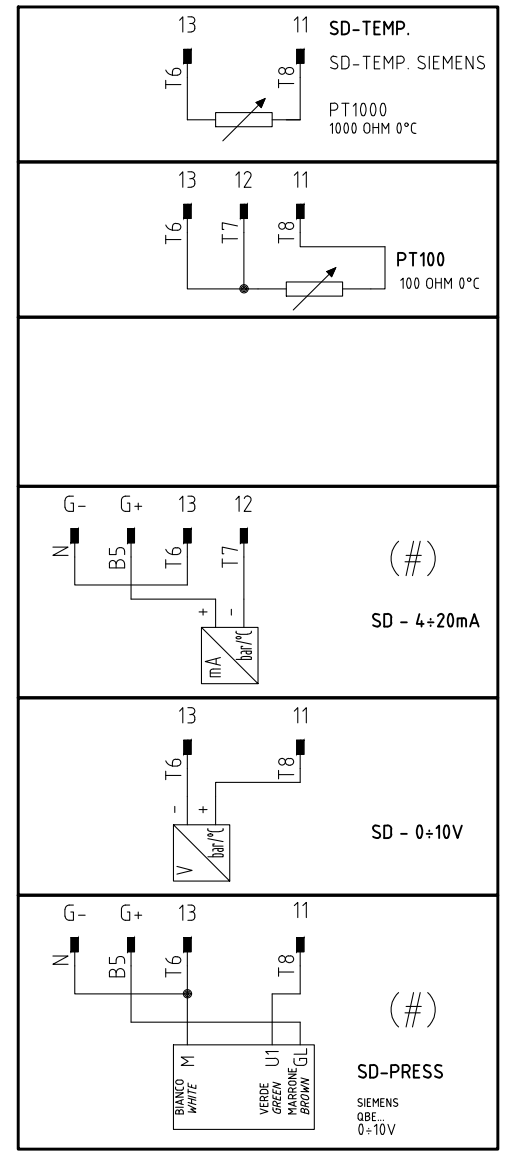 13 11 SD-TEMP.
T6 T8 SD-TEMP. SIEMENS
PT1000
1000 OHM 0°C
13 12 11
T6 T7 T8
PT100
100 OHM 0°C
G- G+ 13 12
N B5 T6 T7
(#)
+ -
SD - 4÷20mA
mA bar/°C
13 11
T6 T8
- +
SD - 0÷10V
V bar/°C
G- G+ 13 11
N B5 T6 T8
(#)
M U1 GL
BIANCO
WHITE
VERDE
GREEN
MARRONE
BROWN
SD-PRESS
SIEMENS
QBE...
0÷10V